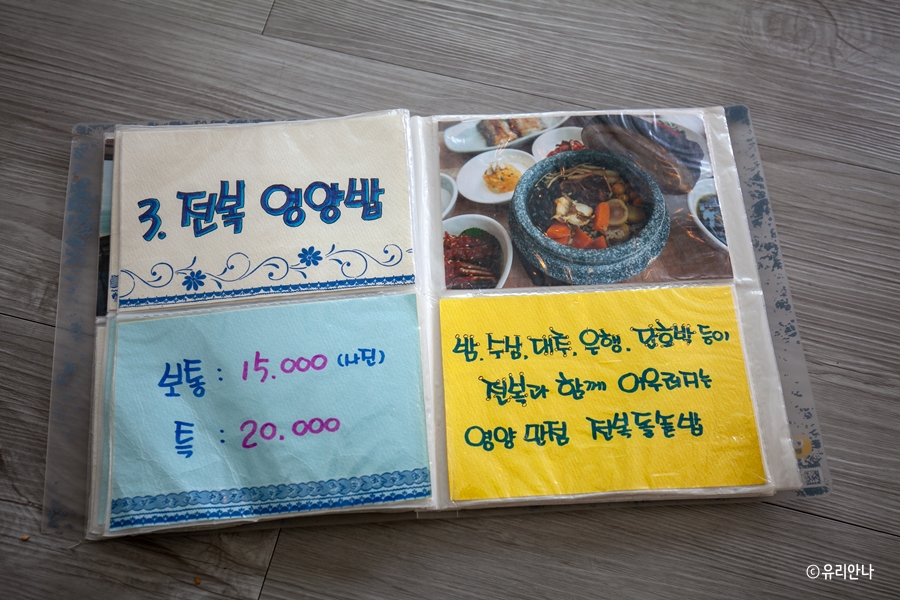 3. 전복 영양밥
보통 : 15.000 (1인)
특 : 20.000
밤. 수삼. 대추. 은행. 단호박 등이
전복과 함께 어우러지는
영양 만점 전복돌솥밥
ⓒ유리안나